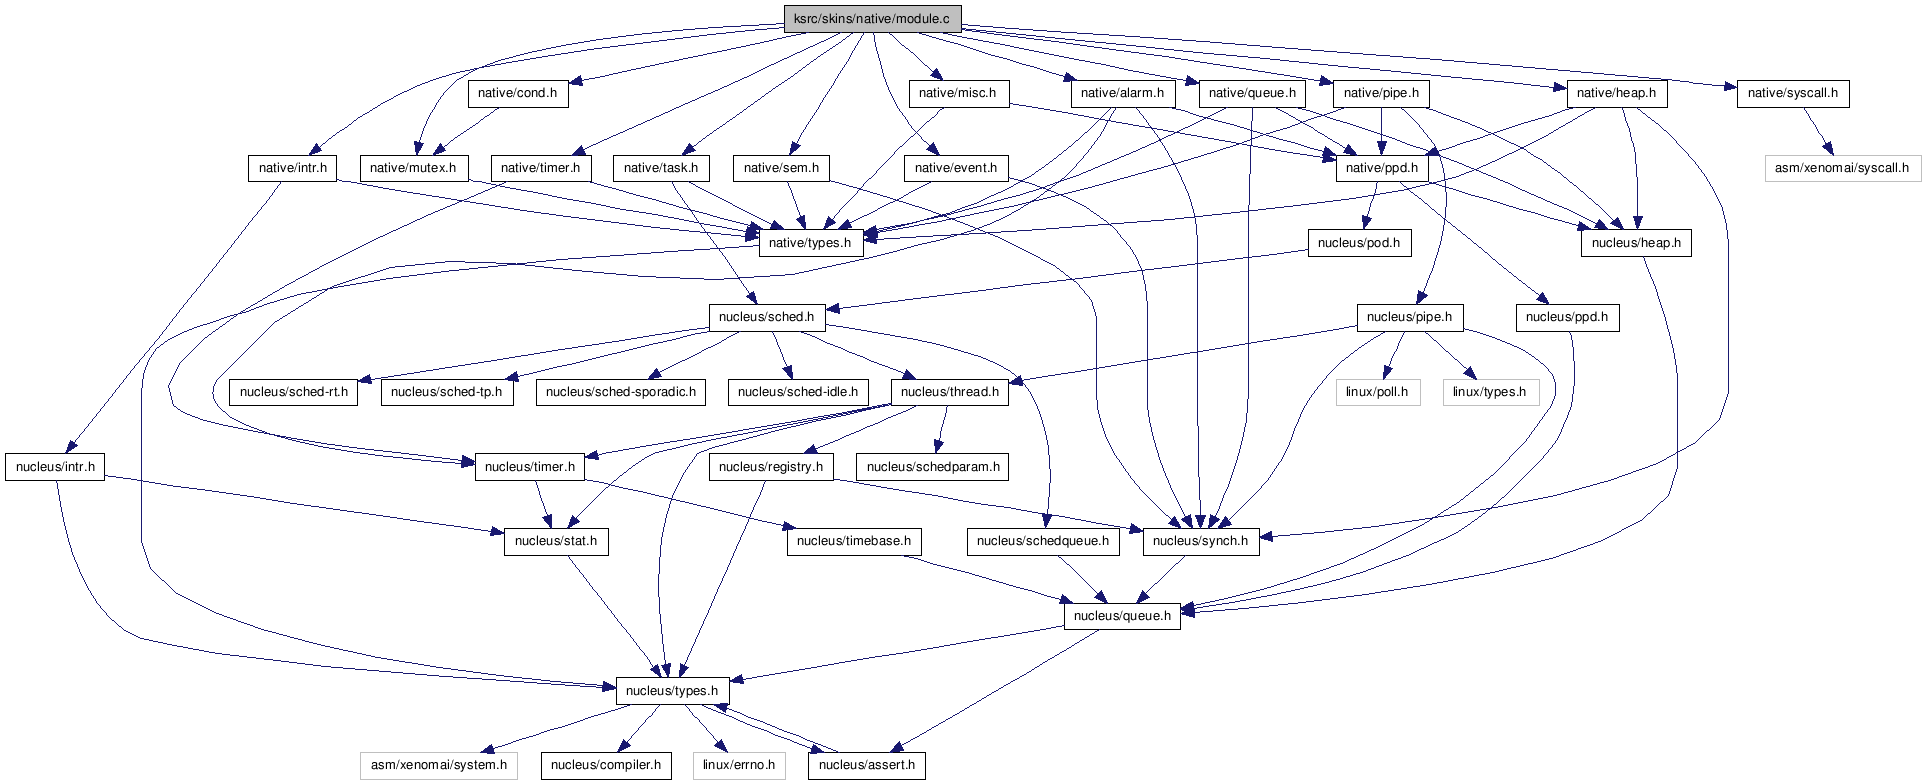 ksrc/skins/native/module.c
native/cond.h
native/misc.h
native/alarm.h
native/queue.h
native/pipe.h
native/heap.h
native/syscall.h
native/intr.h
native/mutex.h
native/timer.h
native/task.h
native/sem.h
native/event.h
native/ppd.h
asm/xenomai/syscall.h
native/types.h
nucleus/pod.h
nucleus/heap.h
nucleus/sched.h
nucleus/pipe.h
nucleus/ppd.h
nucleus/sched-rt.h
nucleus/sched-tp.h
nucleus/sched-sporadic.h
nucleus/sched-idle.h
nucleus/thread.h
linux/poll.h
linux/types.h
nucleus/intr.h
nucleus/timer.h
nucleus/registry.h
nucleus/schedparam.h
nucleus/stat.h
nucleus/timebase.h
nucleus/schedqueue.h
nucleus/synch.h
nucleus/queue.h
nucleus/types.h
asm/xenomai/system.h
nucleus/compiler.h
linux/errno.h
nucleus/assert.h